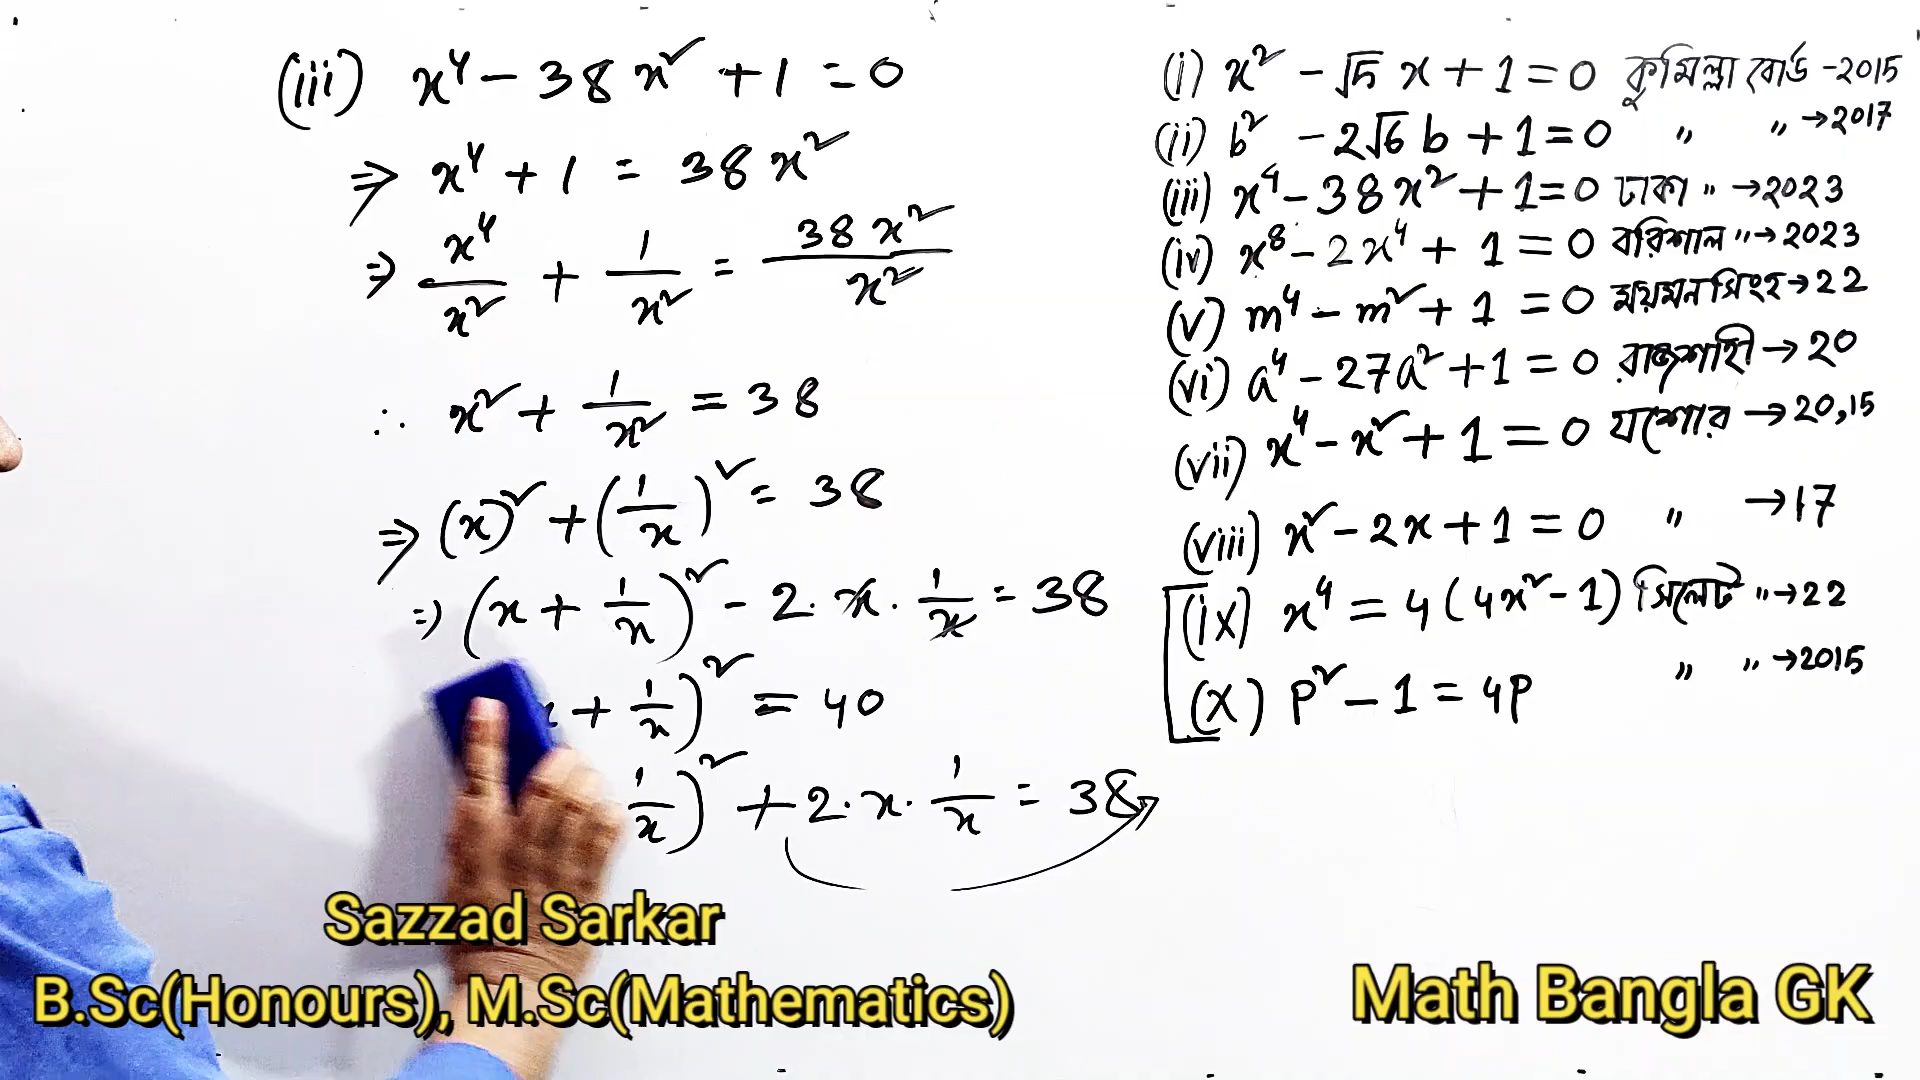 (iii) x⁴ - 38x² + 1 = 0
⇒ x⁴ + 1 = 38x²
⇒ x⁴/x² + 1/x² = 38x²/x²
∴ x² + 1/x² = 38
⇒ (x)² + (1/x)² = 38
⇒ (x + 1/x)² - 2·x·1/x = 38
+ 1/x)² = 40
1/x)² + 2·x·1/x = 38
(i) x² - √5 x + 1 = 0 কুমিল্লা বোর্ড -2015
(ii) b² - 2√6 b + 1 = 0 " " →2017
(iii) x⁴ - 38x² + 1 = 0 ঢাকা " →2023
(iv) x⁸ - 2x⁴ + 1 = 0 বরিশাল " →2023
(v) m⁴ - m² + 1 = 0 ময়মনসিংহ →22
(vi) a⁴ - 27a² + 1 = 0 রাজশাহী →20
(vii) x⁴ - x² + 1 = 0 যশোর →20,15
(viii) x² - 2x + 1 = 0 " →17
(ix) x⁴ = 4(4x² - 1) সিলেট " →22
(x) p² - 1 = 4p " " →2015
Sazzad Sarkar
B.Sc(Honours), M.Sc(Mathematics)
Math Bangla GK